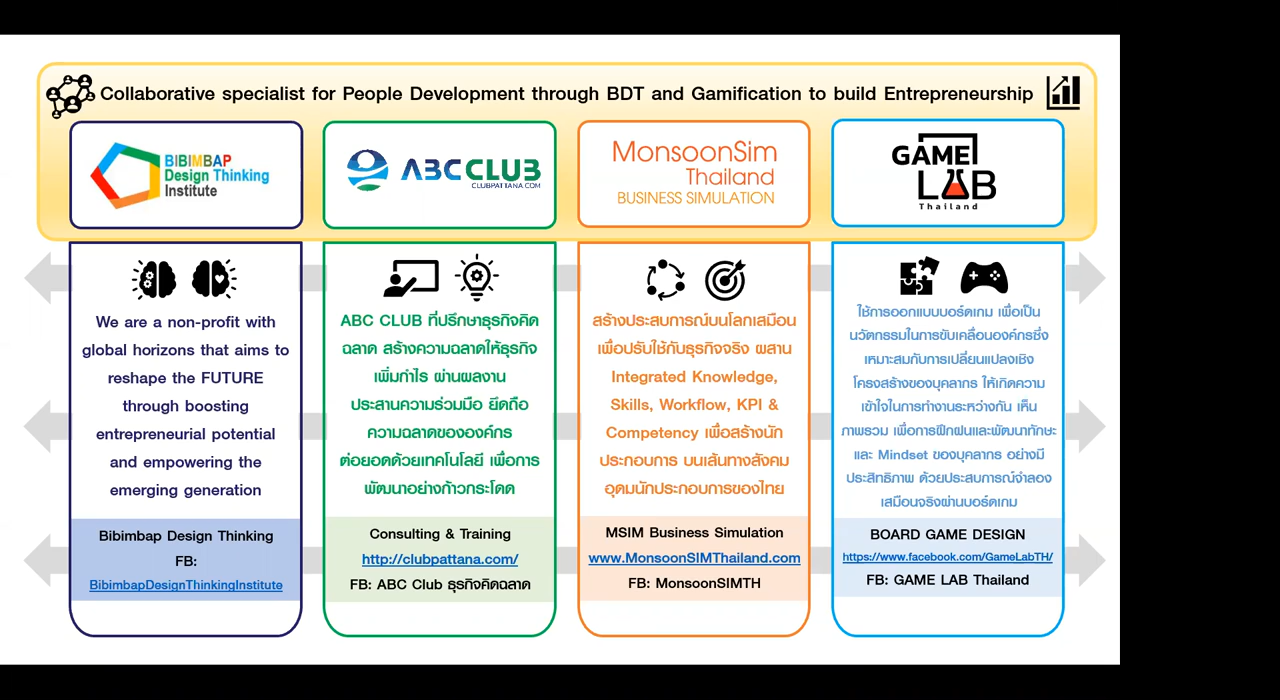 Collaborative specialist for People Development through BDT and Gamification to build Entrepreneurship
BIBIMBAP
Design Thinking
Institute
ABC CLUB
CLUBPATTANA.COM
MonsoonSim
Thailand
BUSINESS SIMULATION
GAME
LAB
Thailand
We are a non-profit with
global horizons that aims to
reshape the FUTURE
through boosting
entrepreneurial potential
and empowering the
emerging generation
Bibimbap Design Thinking
FB:
BibimbapDesignThinkingInstitute
ABC CLUB ที่ปรึกษาธุรกิจคิด
ฉลาด สร้างความฉลาดให้ธุรกิจ
เพิ่มกำไร ผ่านผลงาน
ประสานความร่วมมือ ยึดถือ
ความฉลาดขององค์กร
ต่อยอดด้วยเทคโนโลยี เพื่อการ
พัฒนาอย่างก้าวกระโดด
Consulting & Training
http://clubpattana.com/
FB: ABC Club ธุรกิจคิดฉลาด
สร้างประสบการณ์บนโลกเสมือน
เพื่อปรับใช้กับธุรกิจจริง ผสาน
Integrated Knowledge,
Skills, Workflow, KPI &
Competency เพื่อสร้างนัก
ประกอบการ บนเส้นทางสังคม
อุดมนักประกอบการของไทย
MSIM Business Simulation
www.MonsoonSIMThailand.com
FB: MonsoonSIMTH
ใช้การออกแบบบอร์ดเกม เพื่อเป็น
นวัตกรรมในการขับเคลื่อนองค์กรซึ่ง
เหมาะสมกับการเปลี่ยนแปลงเชิง
โครงสร้างของบุคลากร ให้เกิดความ
เข้าใจในการทำงานระหว่างกัน เห็น
ภาพรวม เพื่อการฝึกฝนและพัฒนาทักษะ
และ Mindset ของบุคลากร อย่างมี
ประสิทธิภาพ ด้วยประสบการณ์จำลอง
เสมือนจริงผ่านบอร์ดเกม
BOARD GAME DESIGN
https://www.facebook.com/GameLabTH/
FB: GAME LAB Thailand